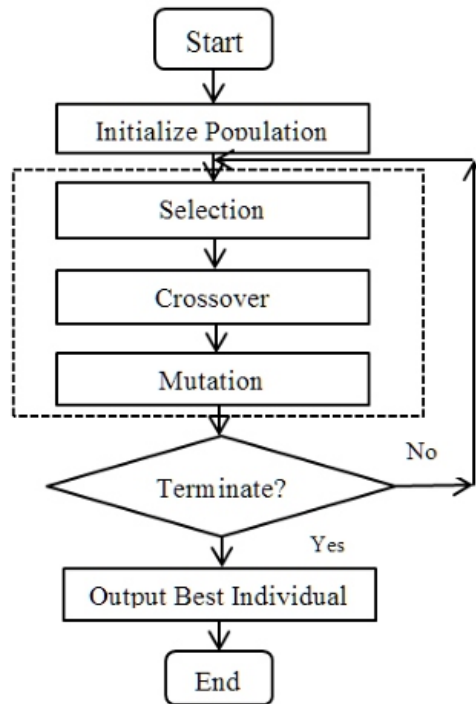 Start
Initialize Population
Selection
Crossover
Mutation
Terminate?
No
Yes
Output Best Individual
End